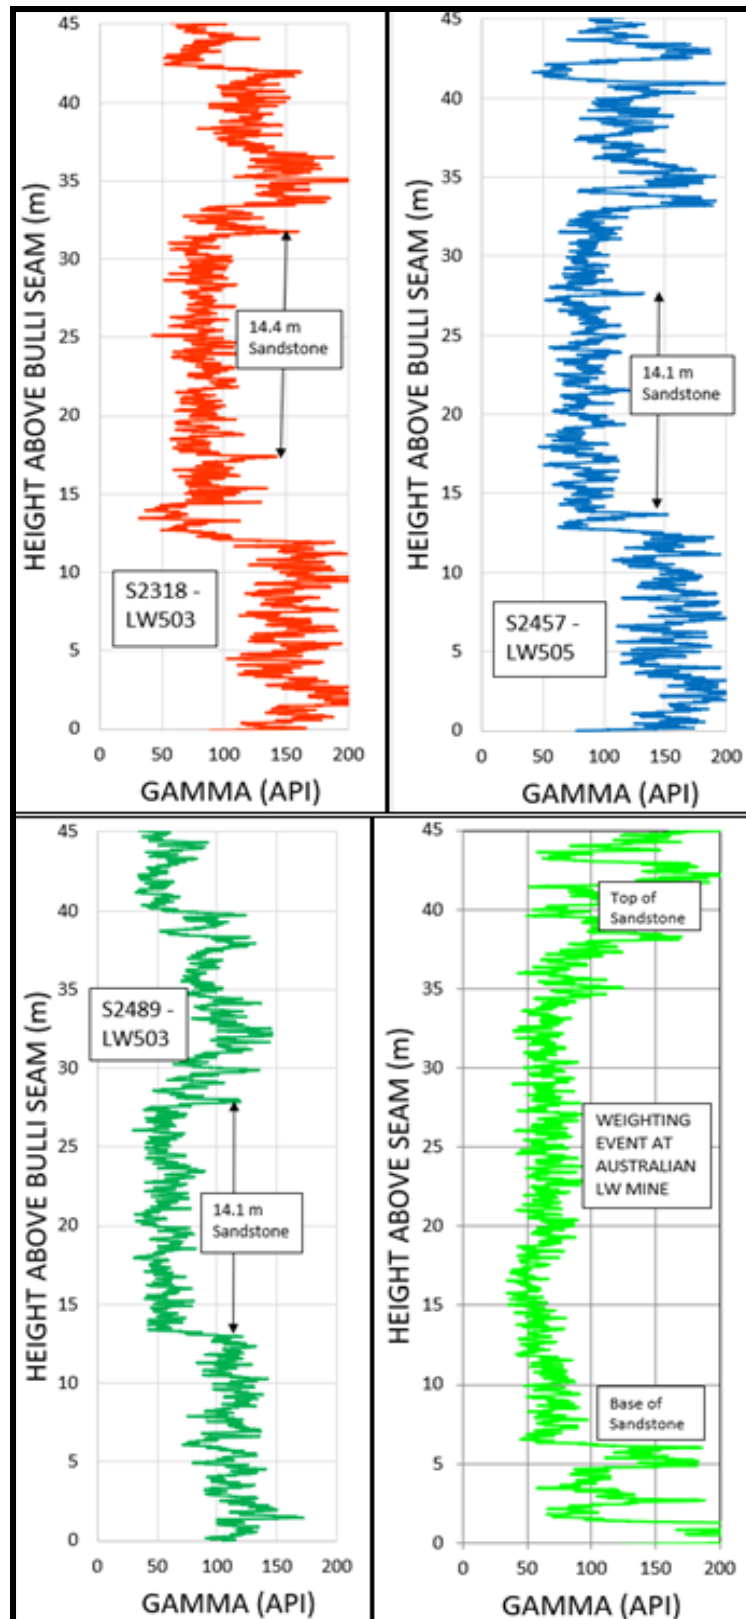 45
40
35
30
25
20
15
10
5
0
0 50 100 150 200
HEIGHT ABOVE BULLI SEAM (m)
GAMMA (API)
14.4 m
Sandstone
S2318 -
LW503
45
40
35
30
25
20
15
10
5
0
0 50 100 150 200
HEIGHT ABOVE BULLI SEAM (m)
GAMMA (API)
14.1 m
Sandstone
S2457 -
LW505
45
40
35
30
25
20
15
10
5
0
0 50 100 150 200
HEIGHT ABOVE BULLI SEAM (m)
GAMMA (API)
S2489 -
LW503
14.1 m
Sandstone
45
40
35
30
25
20
15
10
5
0
0 50 100 150 200
HEIGHT ABOVE SEAM (m)
GAMMA (API)
Top of
Sandstone
WEIGHTING
EVENT AT
AUSTRALIAN
LW MINE
Base of
Sandstone